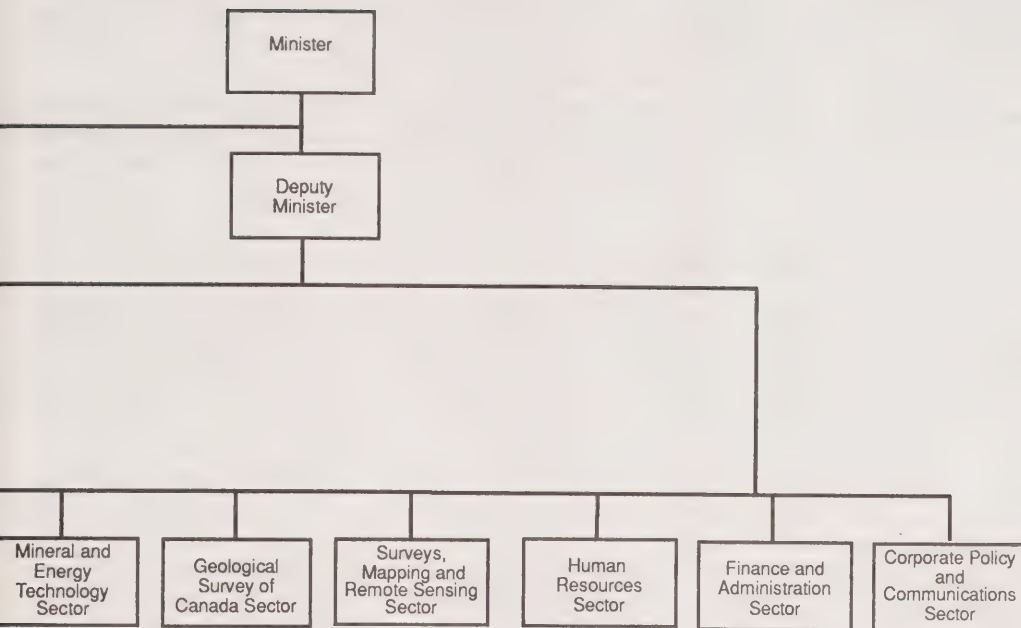 Minister
Deputy
Minister
Mineral and
Energy
Technology
Sector
Geological
Survey of
Canada Sector
Surveys,
Mapping and
Remote Sensing
Sector
Human
Resources
Sector
Finance and
Administration
Sector
Corporate Policy
and
Communications
Sector